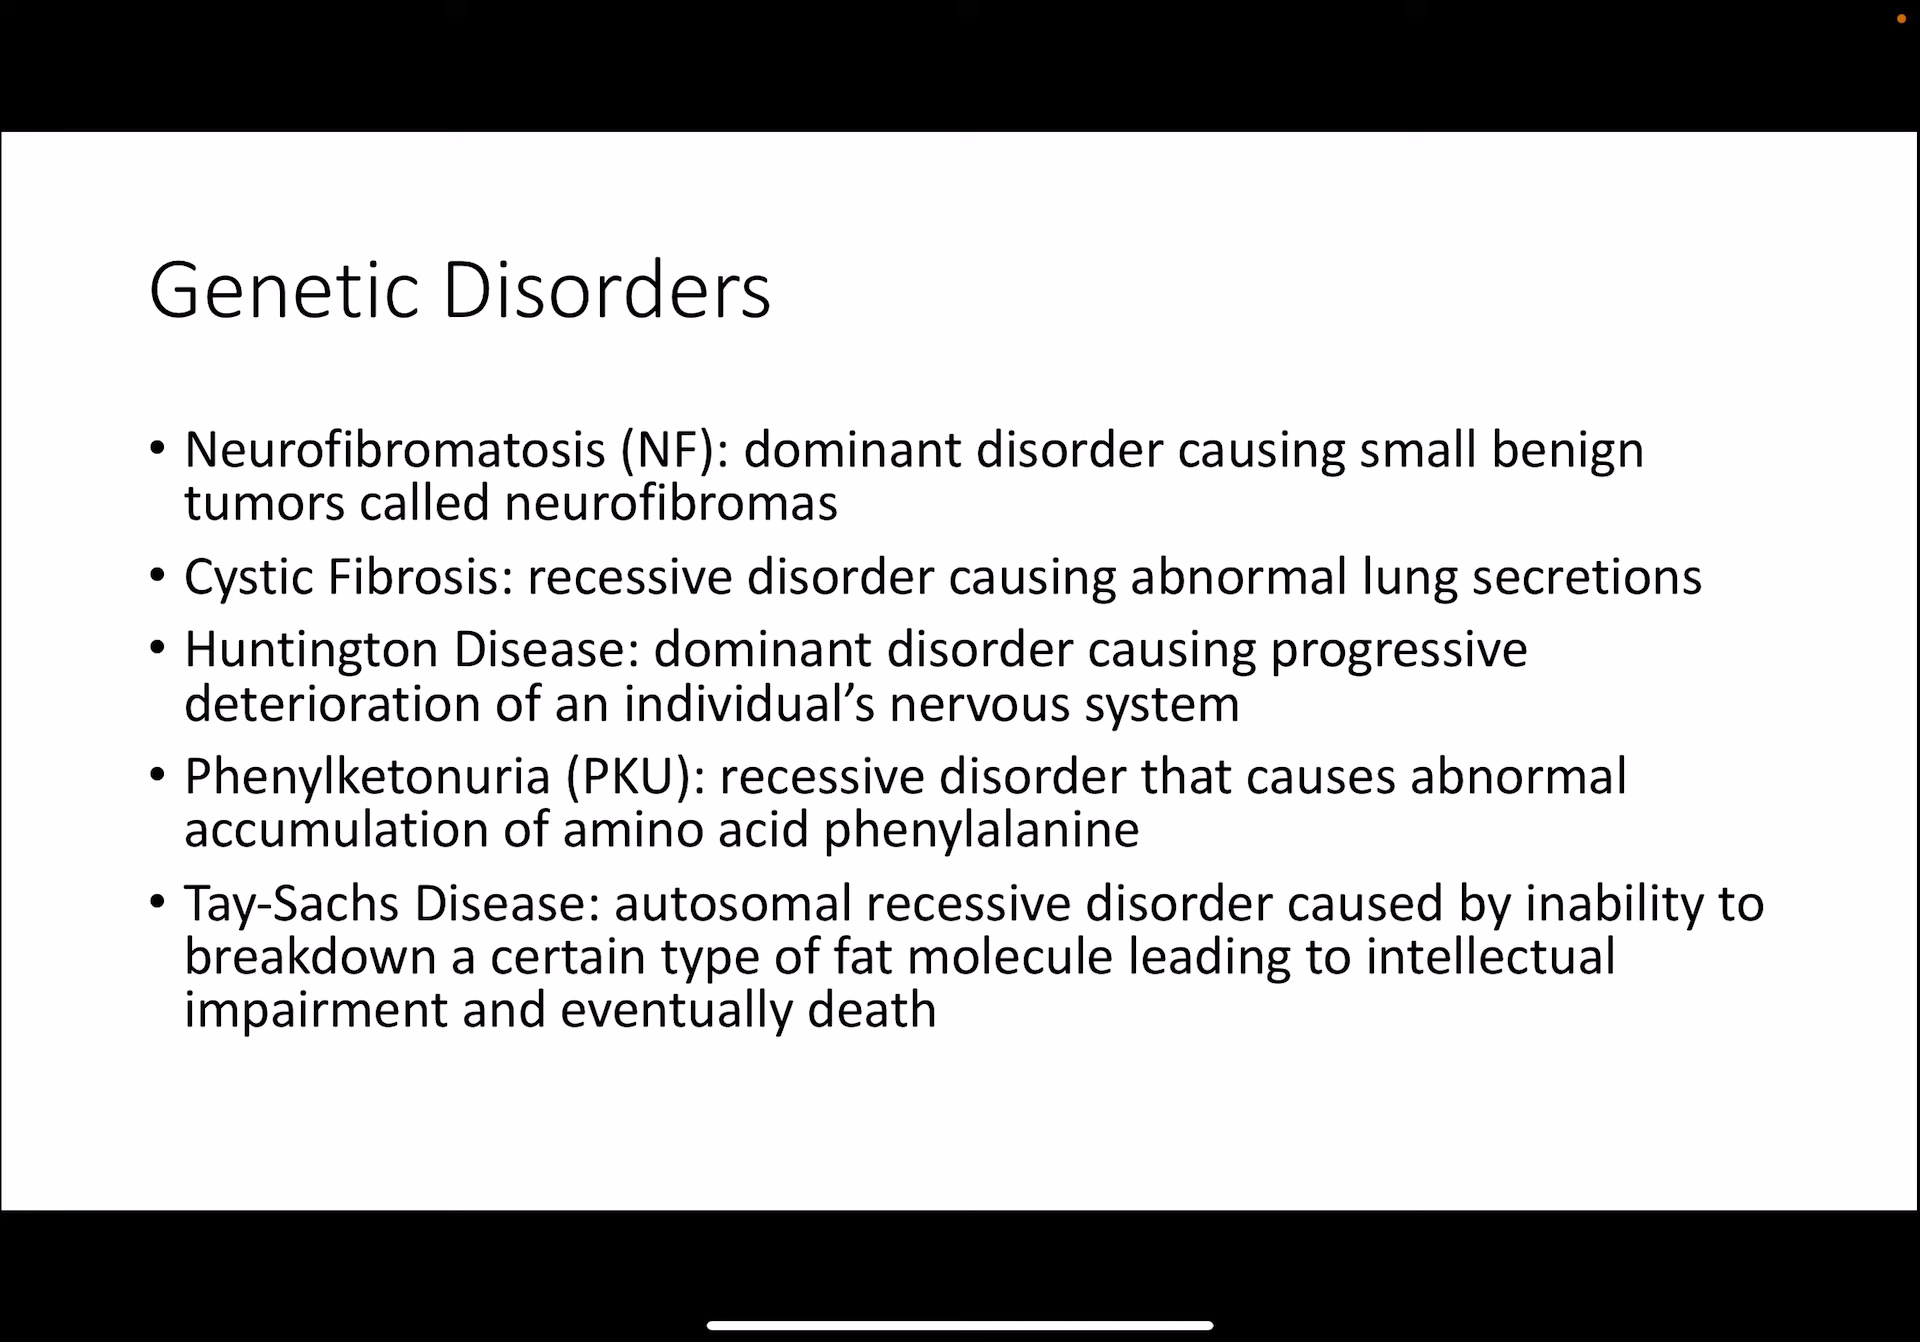 Genetic Disorders
• Neurofibromatosis (NF): dominant disorder causing small benign
tumors called neurofibromas
• Cystic Fibrosis: recessive disorder causing abnormal lung secretions
• Huntington Disease: dominant disorder causing progressive
deterioration of an individual’s nervous system
• Phenylketonuria (PKU): recessive disorder that causes abnormal
accumulation of amino acid phenylalanine
• Tay-Sachs Disease: autosomal recessive disorder caused by inability to
breakdown a certain type of fat molecule leading to intellectual
impairment and eventually death